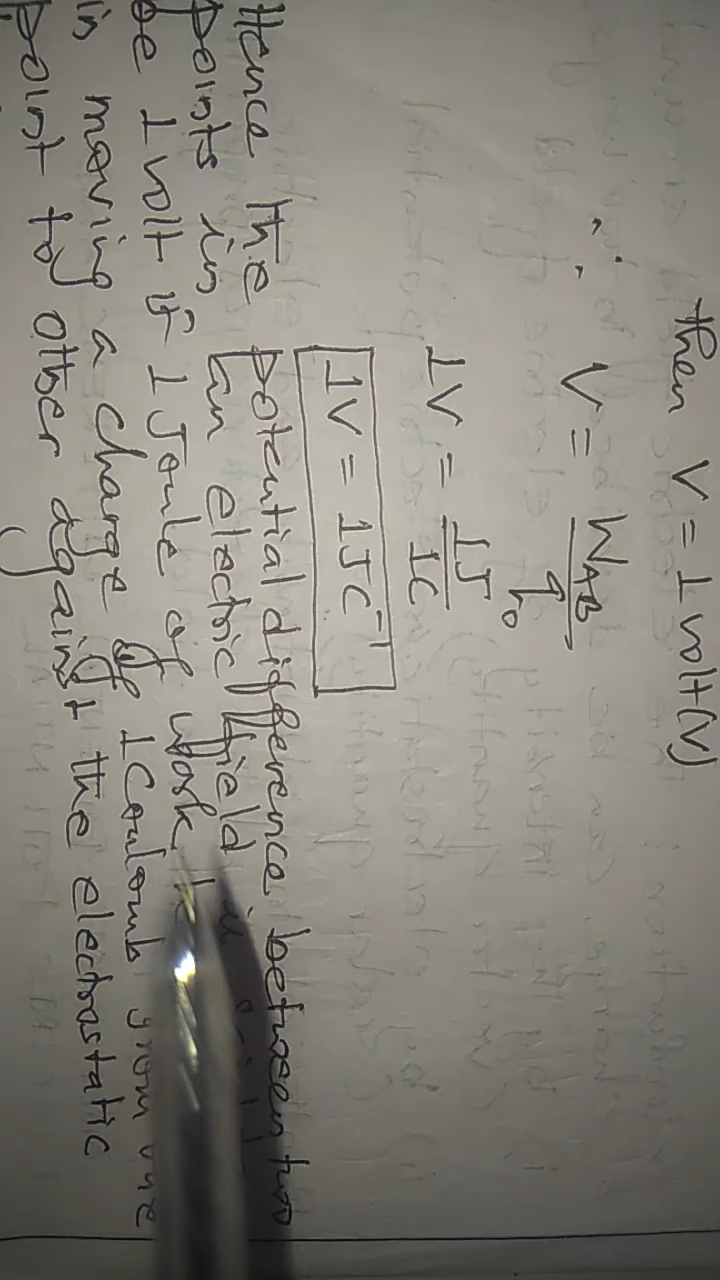 then V = 1 volt (V)
∴ V = W_AB / q₀
1V = 1J / 1C
1V = 1JC⁻¹
Hence the potential difference between two
points in an electric field is
be 1 volt if 1 Joule of work
in moving a charge of 1 Coulomb from one
point to other against the electrostatic